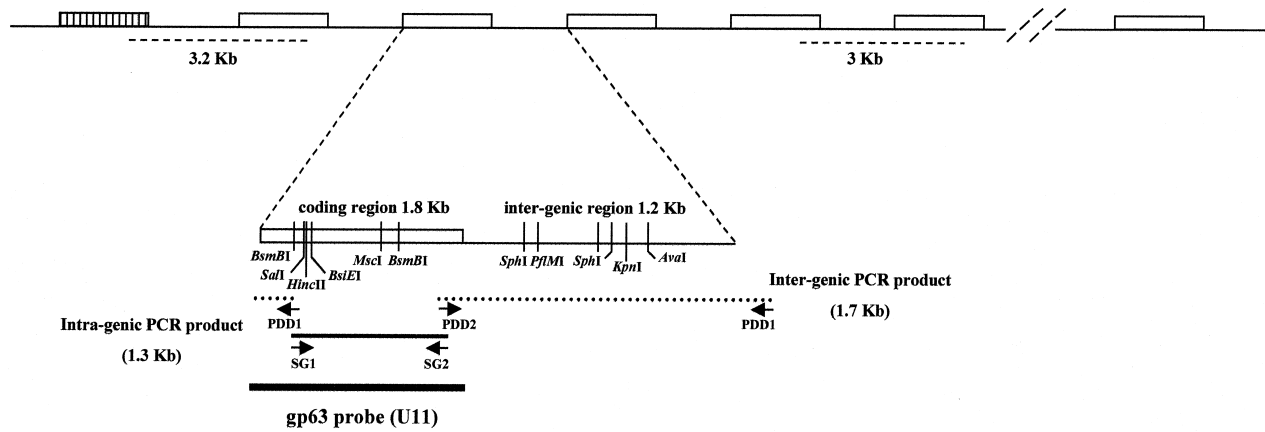 3.2 Kb
3 Kb
coding region 1.8 Kb
inter-genic region 1.2 Kb
BsmBI
SalI
HincII
BsiEI
MscI
BsmBI
SphI
PflMI
SphI
KpnI
AvaI
Inter-genic PCR product
(1.7 Kb)
Intra-genic PCR product
(1.3 Kb)
PDD1
PDD2
PDD1
SG1
SG2
gp63 probe (U11)